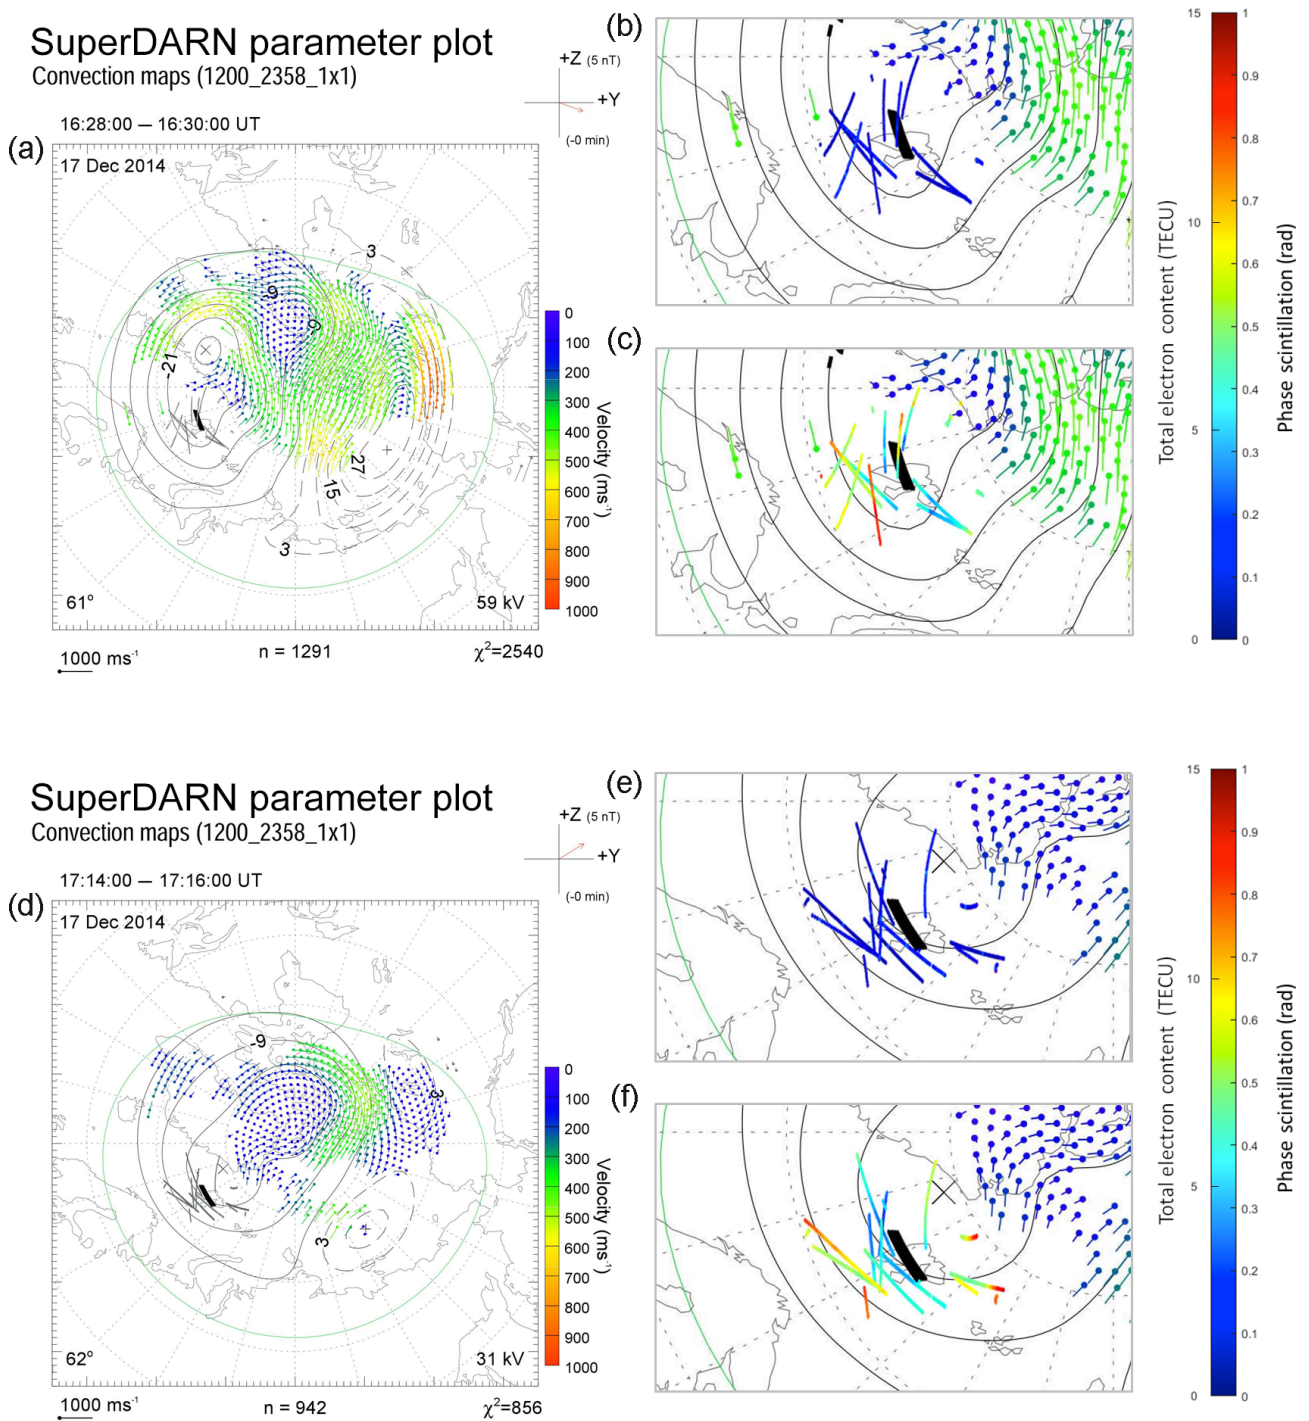 SuperDARN parameter plot
Convection maps (1200_2358_1x1)
+Z (5 nT)
+Y
(-0 min)
16:28:00 — 16:30:00 UT
(a)
17 Dec 2014
3
-9
-9
-21
27
15
3
61°
59 kV
1000 ms-1
n = 1291
χ2=2540
0
100
200
300
400
500
600
700
800
900
1000
Velocity (ms-1)
(b)
(c)
15
10
5
0
Total electron content (TECU)
1
0.9
0.8
0.7
0.6
0.5
0.4
0.3
0.2
0.1
0
Phase scintillation (rad)
SuperDARN parameter plot
Convection maps (1200_2358_1x1)
+Z (5 nT)
+Y
(-0 min)
17:14:00 — 17:16:00 UT
(d)
17 Dec 2014
-9
3
3
62°
31 kV
1000 ms-1
n = 942
χ2=856
0
100
200
300
400
500
600
700
800
900
1000
Velocity (ms-1)
(e)
(f)
15
10
5
0
Total electron content (TECU)
1
0.9
0.8
0.7
0.6
0.5
0.4
0.3
0.2
0.1
0
Phase scintillation (rad)